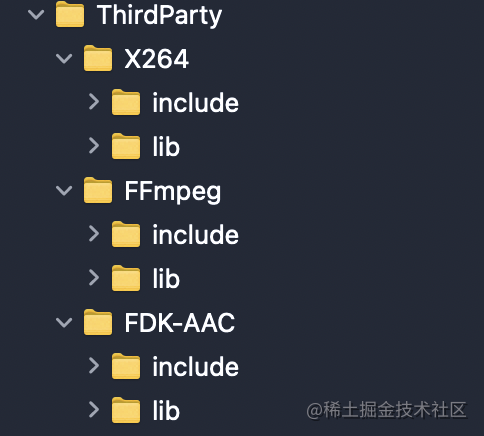 ThirdParty
X264
include
lib
FFmpeg
include
lib
FDK-AAC
include
lib
@稀土掘金技术社区